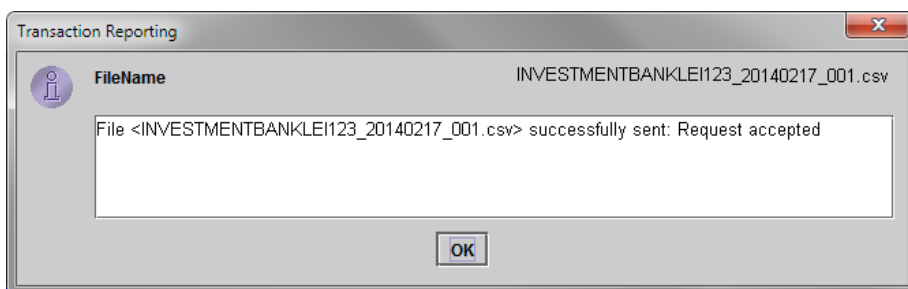 Transaction Reporting
FileName INVESTMENTBANKLEI123_20140217_001.csv
File <INVESTMENTBANKLEI123_20140217_001.csv> successfully sent: Request accepted
OK